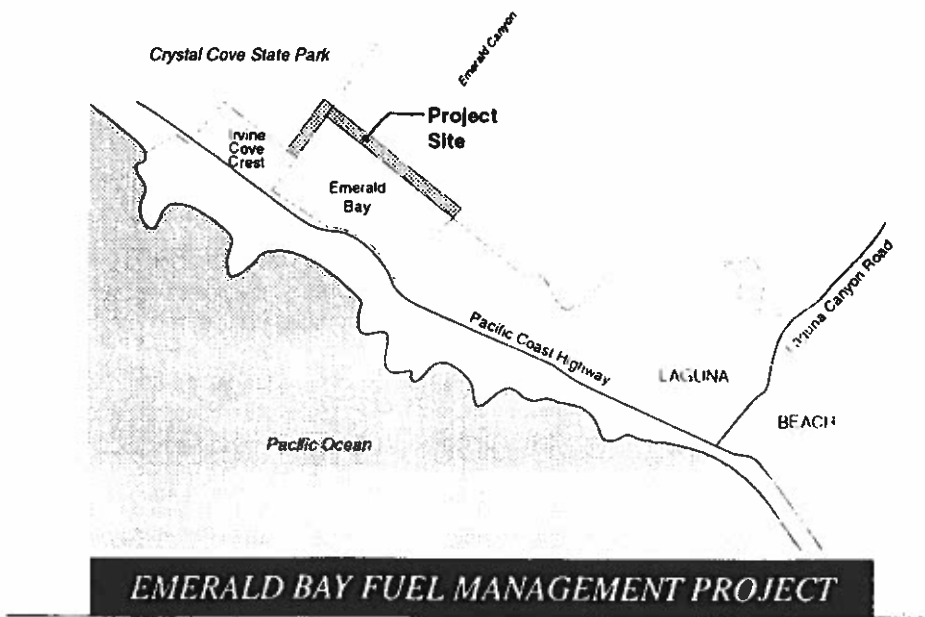 Crystal Cove State Park
Emerald Canyon
Project
Site
Irvine
Cove
Crest
Emerald
Bay
Pacific Coast Highway
Laguna Canyon Road
LAGUNA
BEACH
Pacific Ocean
EMERALD BAY FUEL MANAGEMENT PROJECT